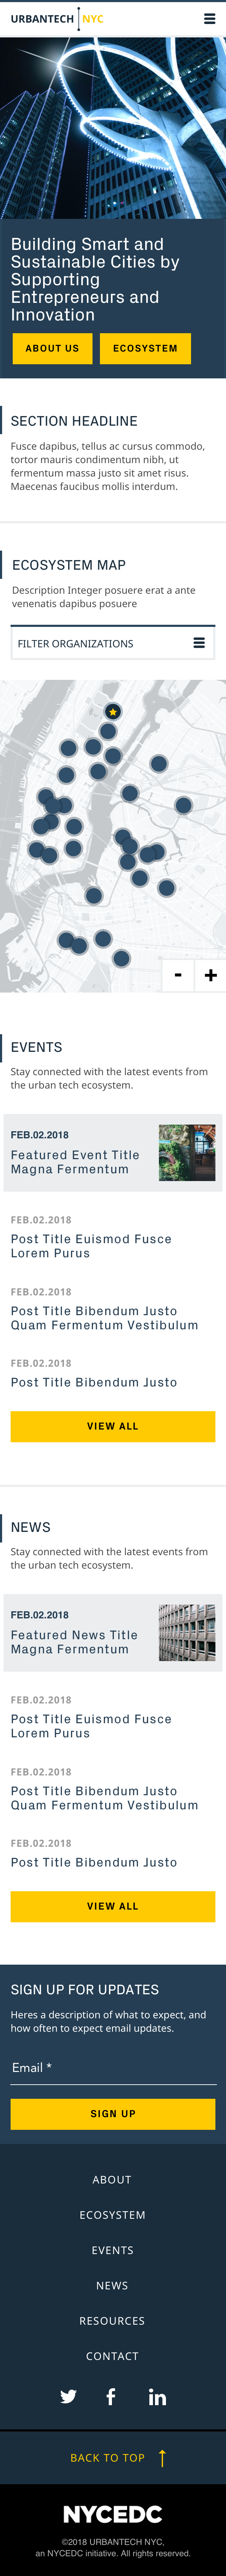 URBANTECH NYC
Building Smart and
Sustainable Cities by
Supporting
Entrepreneurs and
Innovation
ABOUT US ECOSYSTEM
SECTION HEADLINE
Fusce dapibus, tellus ac cursus commodo,
tortor mauris condimentum nibh, ut
fermentum massa justo sit amet risus.
Maecenas faucibus mollis interdum.
ECOSYSTEM MAP
Description Integer posuere erat a ante
venenatis dapibus posuere
FILTER ORGANIZATIONS
- +
EVENTS
Stay connected with the latest events from
the urban tech ecosystem.
FEB.02.2018
Featured Event Title
Magna Fermentum
FEB.02.2018
Post Title Euismod Fusce
Lorem Purus
FEB.02.2018
Post Title Bibendum Justo
Quam Fermentum Vestibulum
FEB.02.2018
Post Title Bibendum Justo
VIEW ALL
NEWS
Stay connected with the latest events from
the urban tech ecosystem.
FEB.02.2018
Featured News Title
Magna Fermentum
FEB.02.2018
Post Title Euismod Fusce
Lorem Purus
FEB.02.2018
Post Title Bibendum Justo
Quam Fermentum Vestibulum
FEB.02.2018
Post Title Bibendum Justo
VIEW ALL
SIGN UP FOR UPDATES
Heres a description of what to expect, and
how often to expect email updates.
Email *
SIGN UP
ABOUT
ECOSYSTEM
EVENTS
NEWS
RESOURCES
CONTACT
BACK TO TOP ↑
NYCEDC
©2018 URBANTECH NYC,
an NYCEDC initiative. All rights reserved.